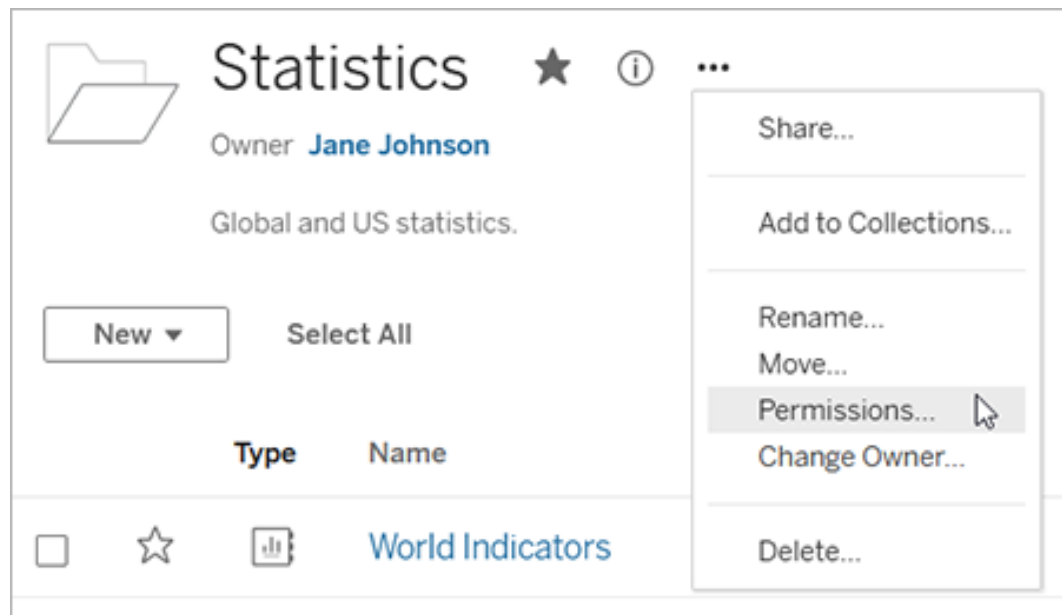 Statistics
Owner Jane Johnson
Global and US statistics.
New
Select All
Type Name
World Indicators
Share...
Add to Collections...
Rename...
Move...
Permissions...
Change Owner...
Delete...